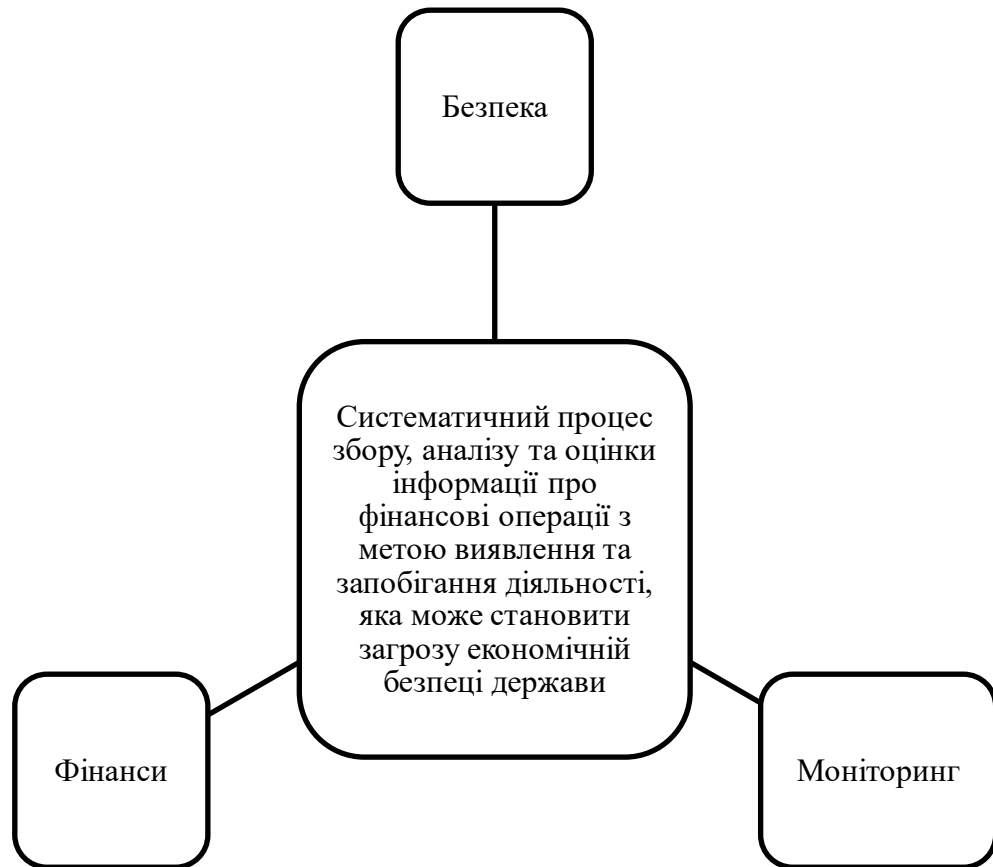 Безпека
Систематичний процес
збору, аналізу та оцінки
інформації про
фінансові операції з
метою виявлення та
запобігання діяльності,
яка може становити
загрозу економічній
безпеці держави
Фінанси
Моніторинг